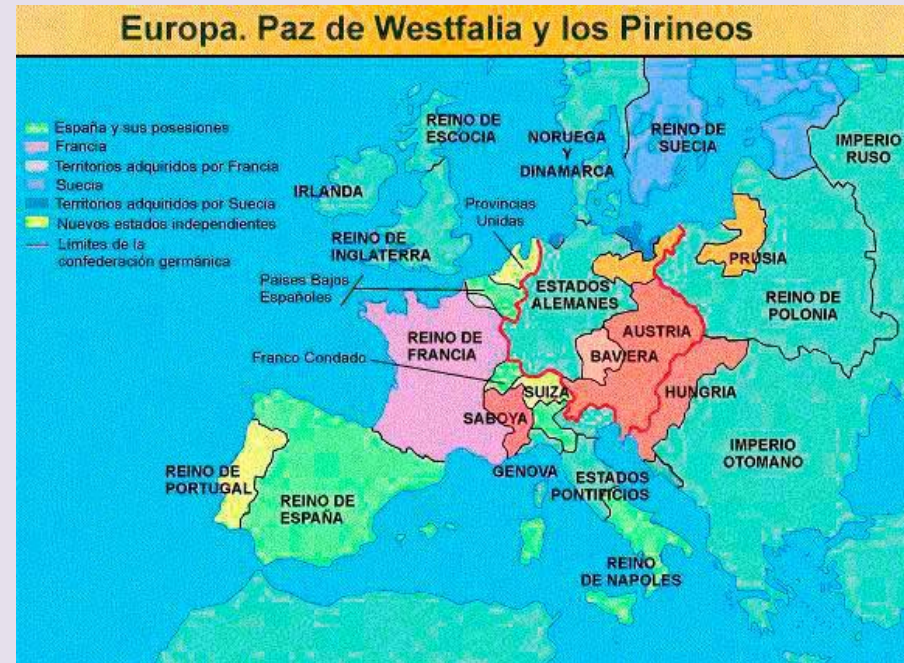 Europa. Paz de Westfalia y los Pirineos
España y sus posesiones
Francia
Territorios adquiridos por Francia
Suecia
Territorios adquiridos por Suecia
Nuevos estados independientes
Límites de la
confederación germánica
REINO DE
ESCOCIA
IRLANDA
REINO DE
INGLATERRA
NORUEGA
Y
DINAMARCA
REINO DE
SUECIA
IMPERIO
RUSO
Provincias
Unidas
Paises Bajos
Españoles
ESTADOS
ALEMANES
PRUSIA
REINO DE
POLONIA
REINO DE
FRANCIA
Franco Condado
AUSTRIA
BAVIERA
SUIZA
HUNGRIA
SABOYA
IMPERIO
OTOMANO
REINO DE
PORTUGAL
REINO DE
ESPAÑA
GENOVA
ESTADOS
PONTIFICIOS
REINO
DE NAPOLES